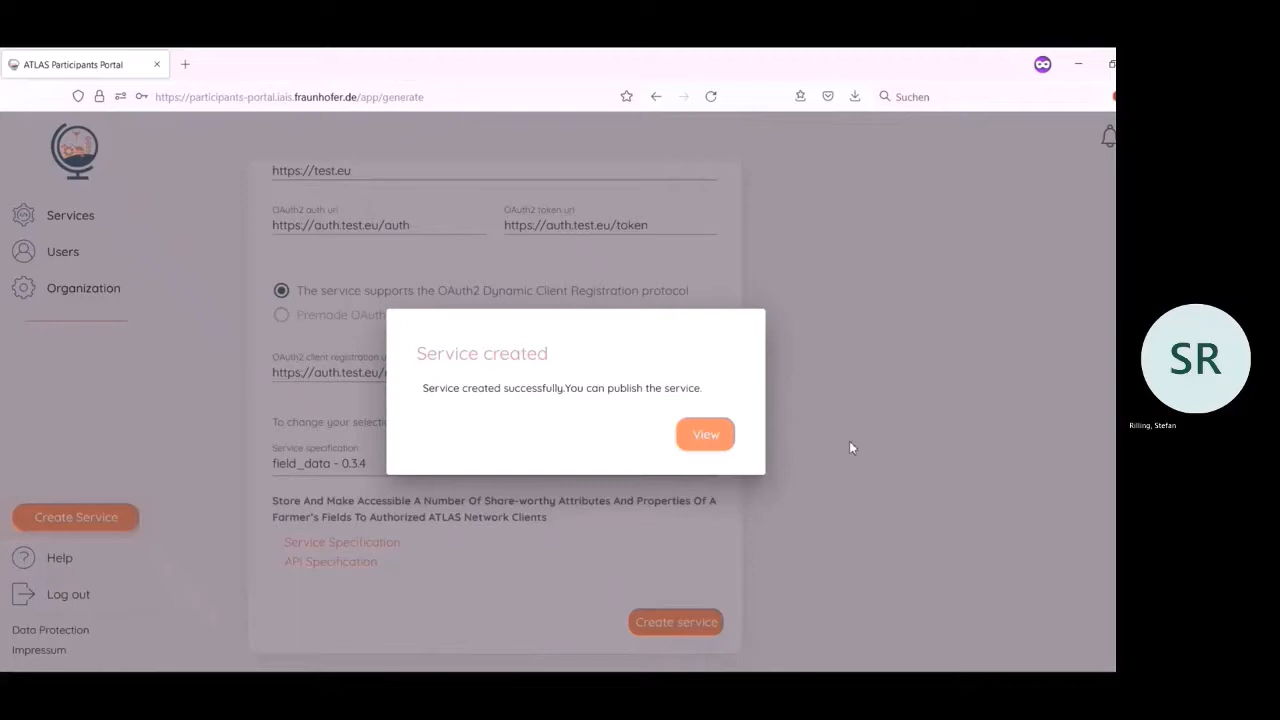 ATLAS Participants Portal
https://participants-portal.iais.fraunhofer.de/app/generate
Suchen
https://test.eu
Services
OAuth2 auth url
OAuth2 token url
https://auth.test.eu/auth
https://auth.test.eu/token
Users
Organization
The service supports the OAuth2 Dynamic Client Registration protocol
Premade OAuth
Service created
OAuth2 client registration u
https://auth.test.eu/
Service created successfully.You can publish the service.
View
SR
Rilling, Stefan
To change your selecti
Service specification
field_data - 0.3.4
Store And Make Accessible A Number Of Share-worthy Attributes And Properties Of A
Farmer's Fields To Authorized ATLAS Network Clients
Service Specification
API Specification
Create Service
Help
Log out
Create service
Data Protection
Impressum